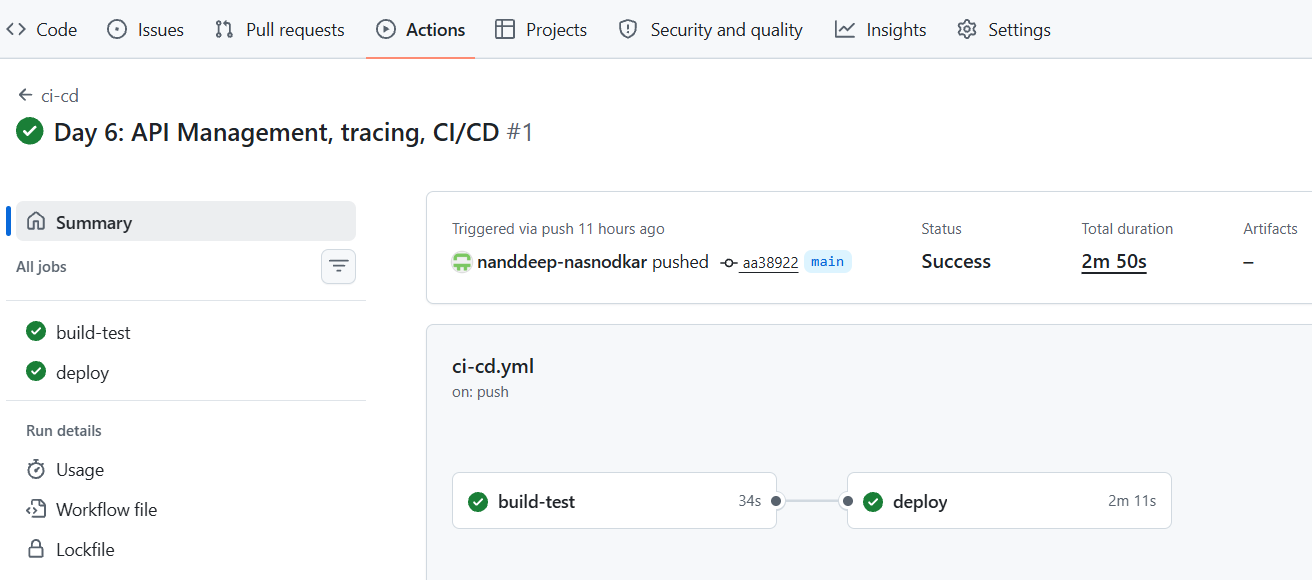 Code Issues Pull requests Actions Projects Security and quality Insights Settings
ci-cd
Day 6: API Management, tracing, CI/CD #1
Summary
All jobs
build-test
deploy
Run details
Usage
Workflow file
Lockfile
Triggered via push 11 hours ago
nanddeep-nasnodkar pushed aa38922 main
Status
Success
Total duration
2m 50s
Artifacts
–
ci-cd.yml
on: push
build-test 34s
deploy 2m 11s